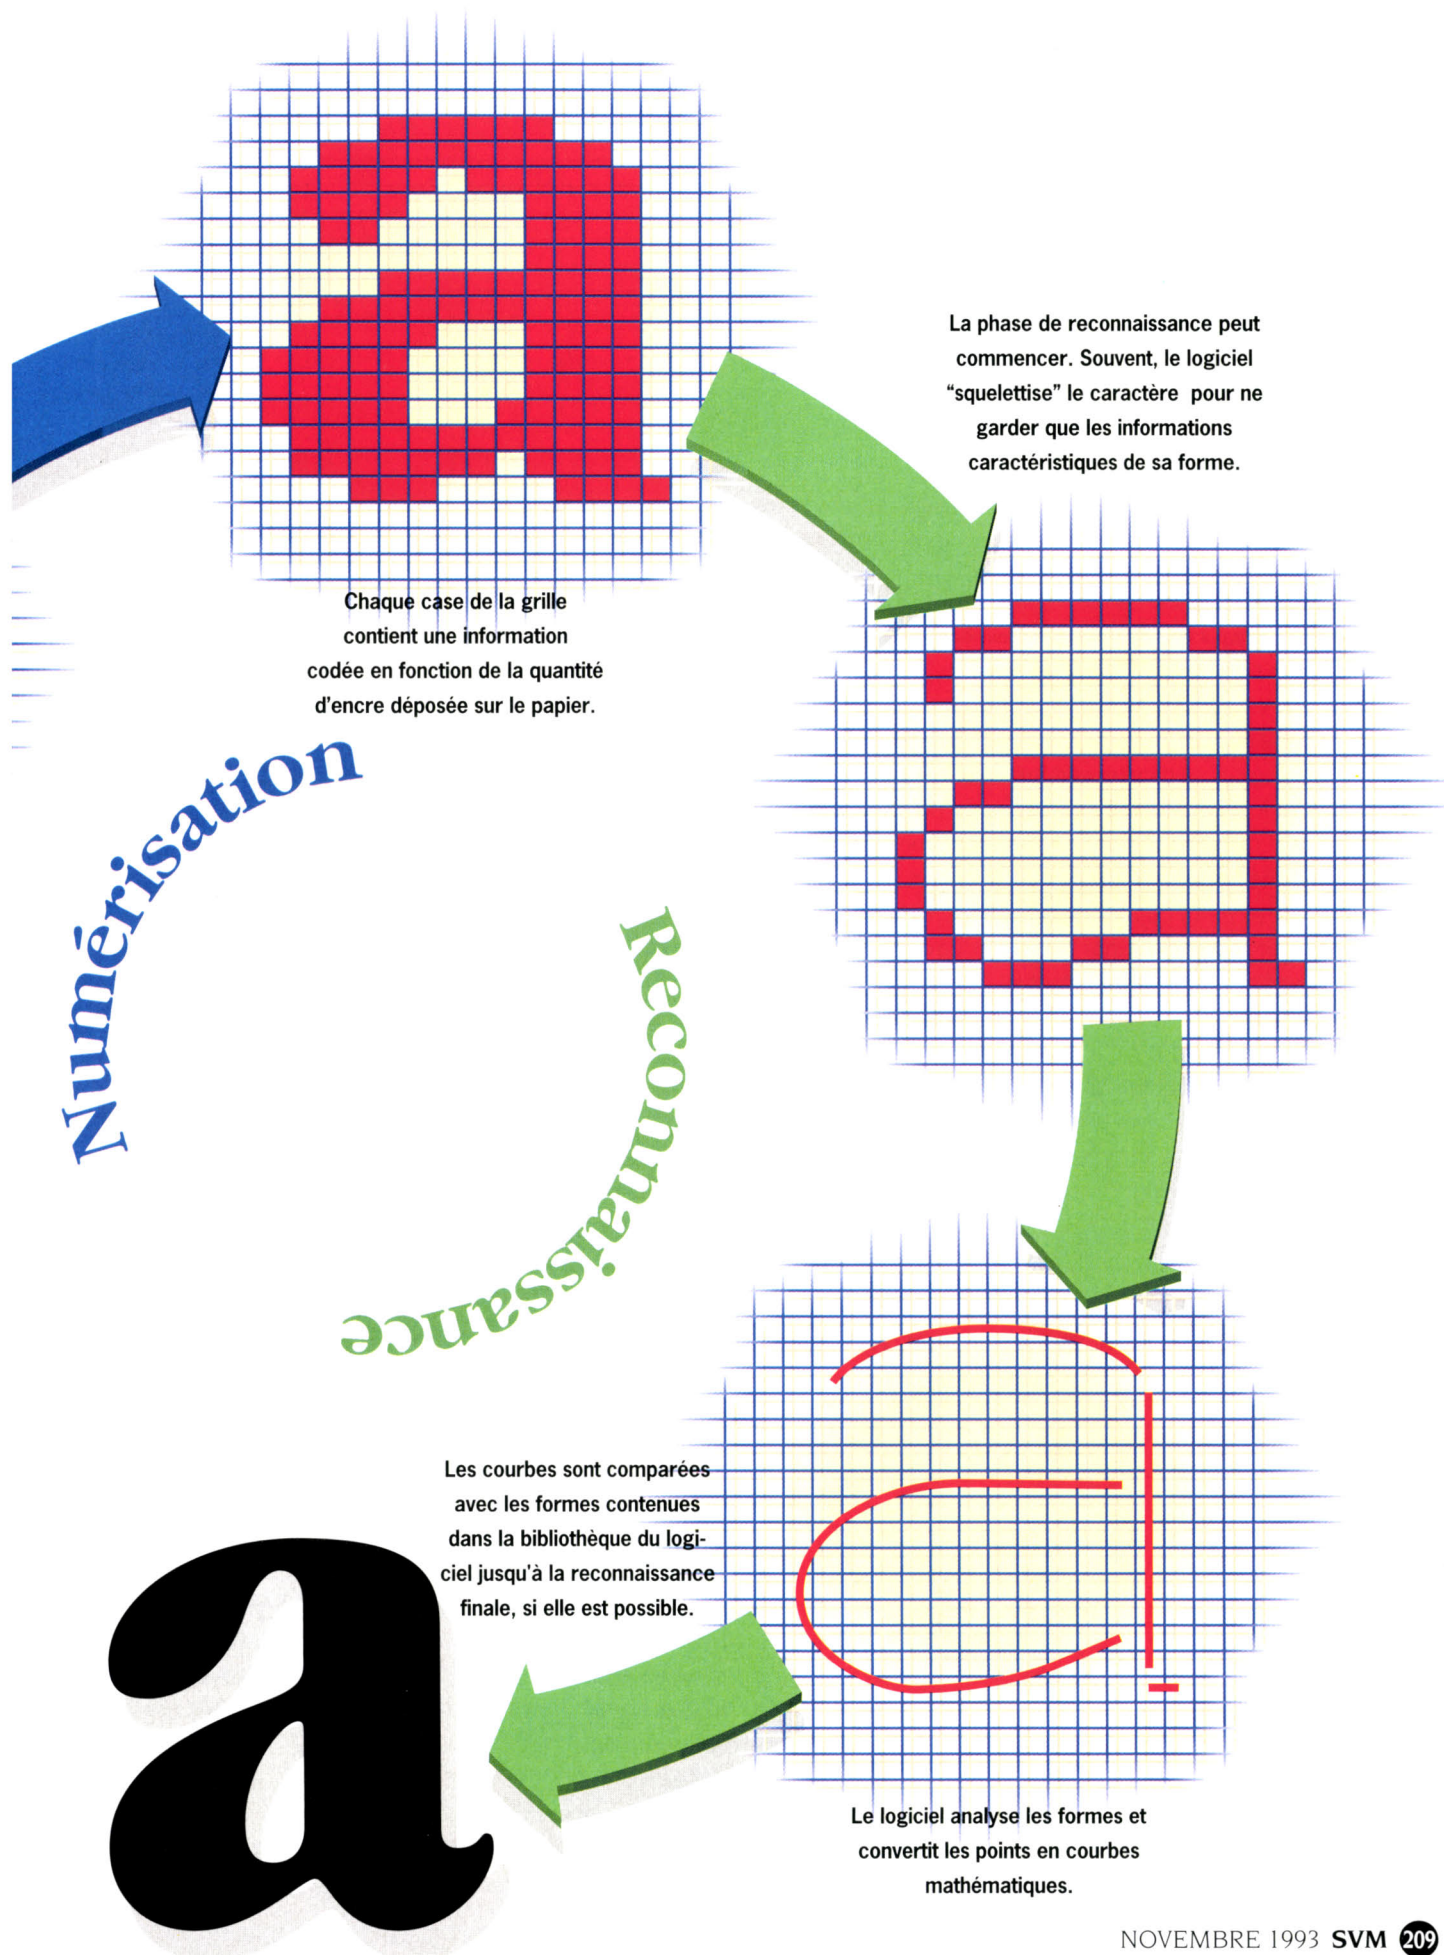 La phase de reconnaissance peut
commencer. Souvent, le logiciel
“squelettise” le caractère pour ne
garder que les informations
caractéristiques de sa forme.
Chaque case de la grille
contient une information
codée en fonction de la quantité
d'encre déposée sur le papier.
Numérisation
Reconnaissance
Les courbes sont comparées
avec les formes contenues
dans la bibliothèque du logi-
ciel jusqu'à la reconnaissance
finale, si elle est possible.
a
Le logiciel analyse les formes et
convertit les points en courbes
mathématiques.
NOVEMBRE 1993 SVM 209